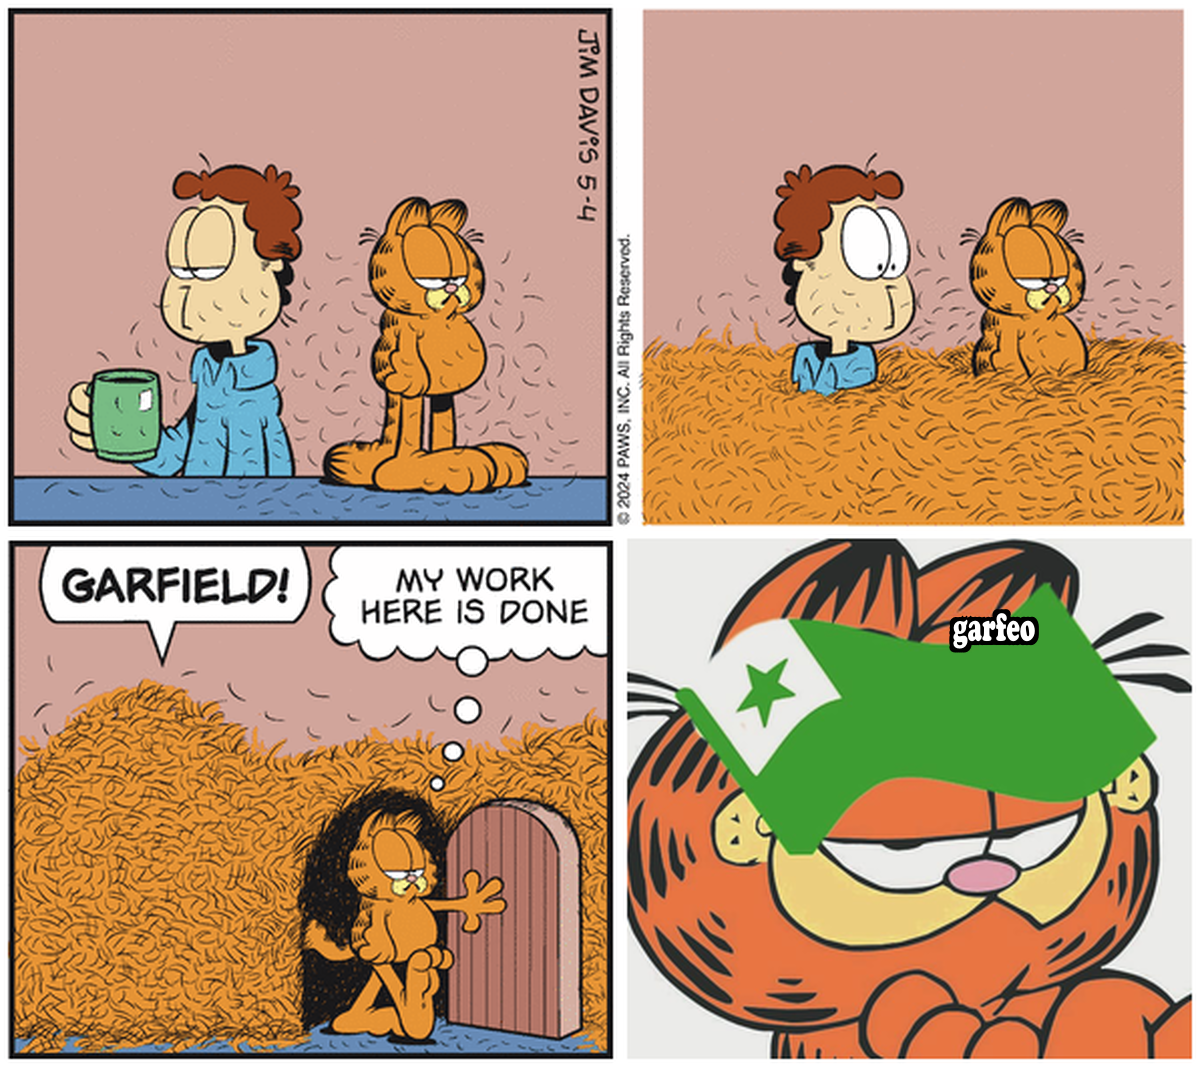 JIM DAVIS 5-4
© 2024 PAWS, INC. All Rights Reserved.
GARFIELD!
MY WORK
HERE IS DONE
garfeo